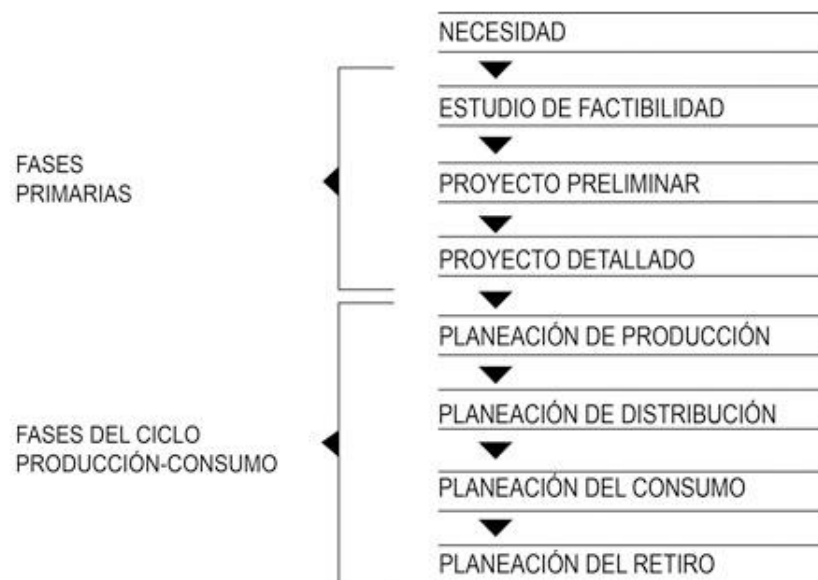 NECESIDAD
ESTUDIO DE FACTIBILIDAD
FASES
PRIMARIAS
PROYECTO PRELIMINAR
PROYECTO DETALLADO
PLANEACIÓN DE PRODUCCIÓN
PLANEACIÓN DE DISTRIBUCIÓN
FASES DEL CICLO
PRODUCCIÓN-CONSUMO
PLANEACIÓN DEL CONSUMO
PLANEACIÓN DEL RETIRO